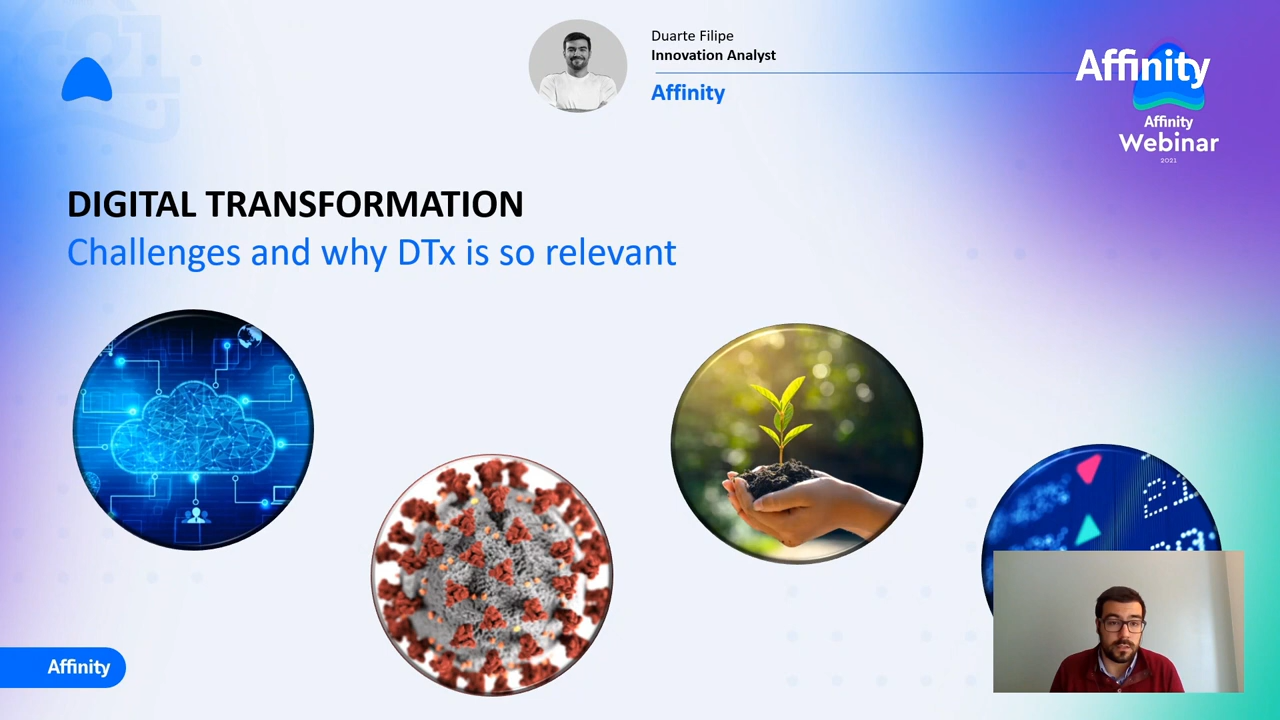 Duarte Filipe
Innovation Analyst
Affinity
Affinity
Affinity
Webinar
2021
DIGITAL TRANSFORMATION
Challenges and why DTx is so relevant
Affinity